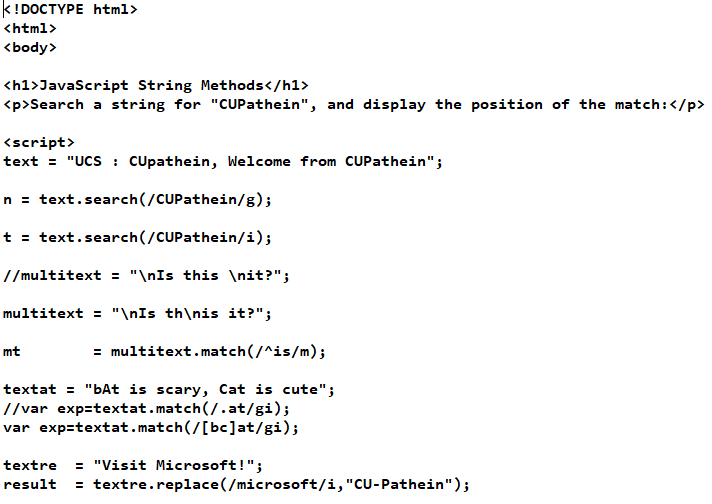 <!DOCTYPE html>
<html>
<body>
<h1>JavaScript String Methods</h1>
<p>Search a string for "CUPathein", and display the position of the match:</p>
<script>
text = "UCS : CUpathein, Welcome from CUPathein";
n = text.search(/CUPathein/g);
t = text.search(/CUPathein/i);
//multitext = "\nIs this \nit?";
multitext = "\nIs th\nis it?";
mt        = multitext.match(/^is/m);
textat = "bAt is scary, Cat is cute";
//var exp=textat.match(/.at/gi);
var exp=textat.match(/[bc]at/gi);
textre  = "Visit Microsoft!";
result  = textre.replace(/microsoft/i,"CU-Pathein");